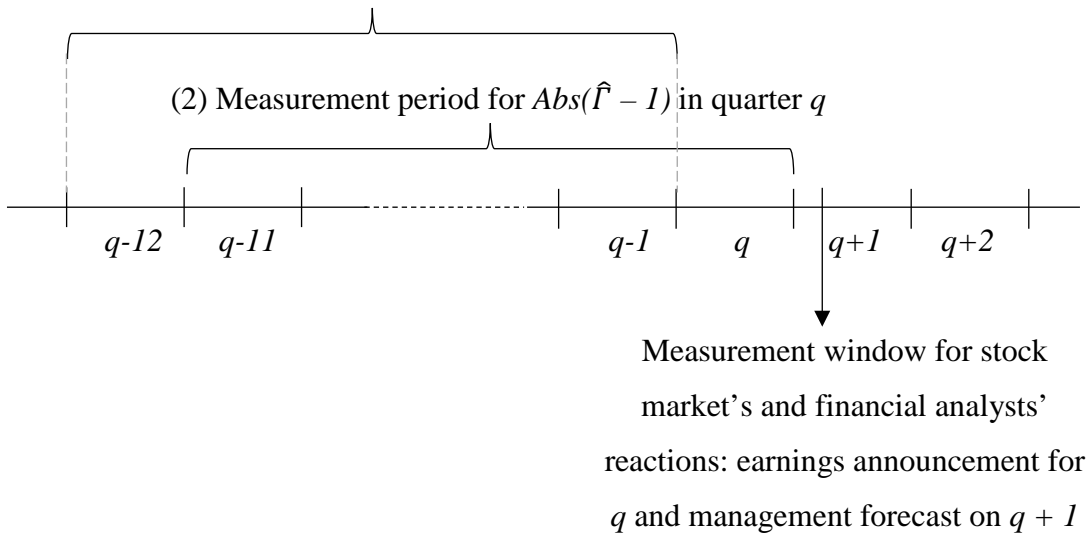 (2) Measurement period for Abs(Γ̂ – 1) in quarter q
q-12 q-11 q-1 q q+1 q+2
Measurement window for stock
market’s and financial analysts’
reactions: earnings announcement for
q and management forecast on q + 1